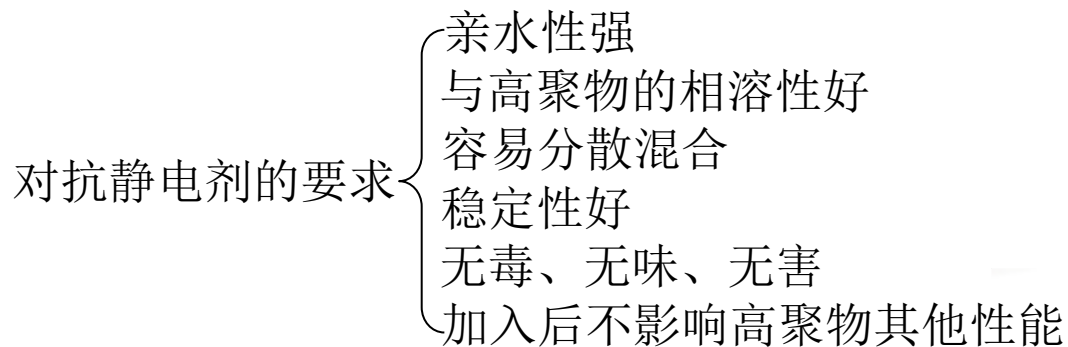 对抗静电剂的要求
亲水性强
与高聚物的相溶性好
容易分散混合
稳定性好
无毒、无味、无害
加入后不影响高聚物其他性能